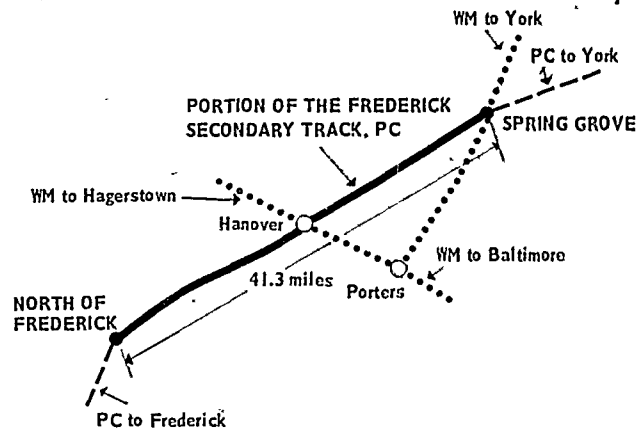 WM to York
PC to York
PORTION OF THE FREDERICK
SECONDARY TRACK, PC
SPRING GROVE
WM to Hagerstown
Hanover
WM to Baltimore
41.3 miles
Porters
NORTH OF
FREDERICK
PC to Frederick